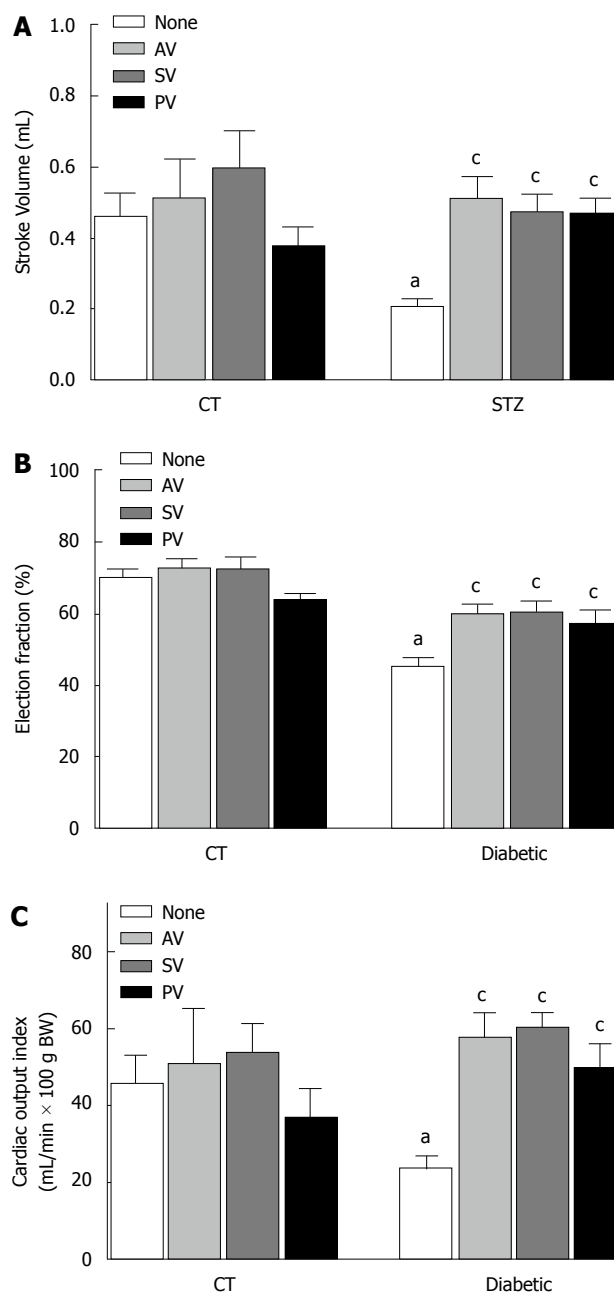 A
None
AV
SV
PV
1.0
0.8
0.6
0.4
0.2
0.0
Stroke Volume (mL)
a
c
c
c
CT
STZ
B
None
AV
SV
PV
100
80
60
40
20
0
Election fraction (%)
a
c
c
c
CT
Diabetic
C
None
AV
SV
PV
80
60
40
20
0
Cardiac output index
(mL/min × 100 g BW)
a
c
c
c
CT
Diabetic